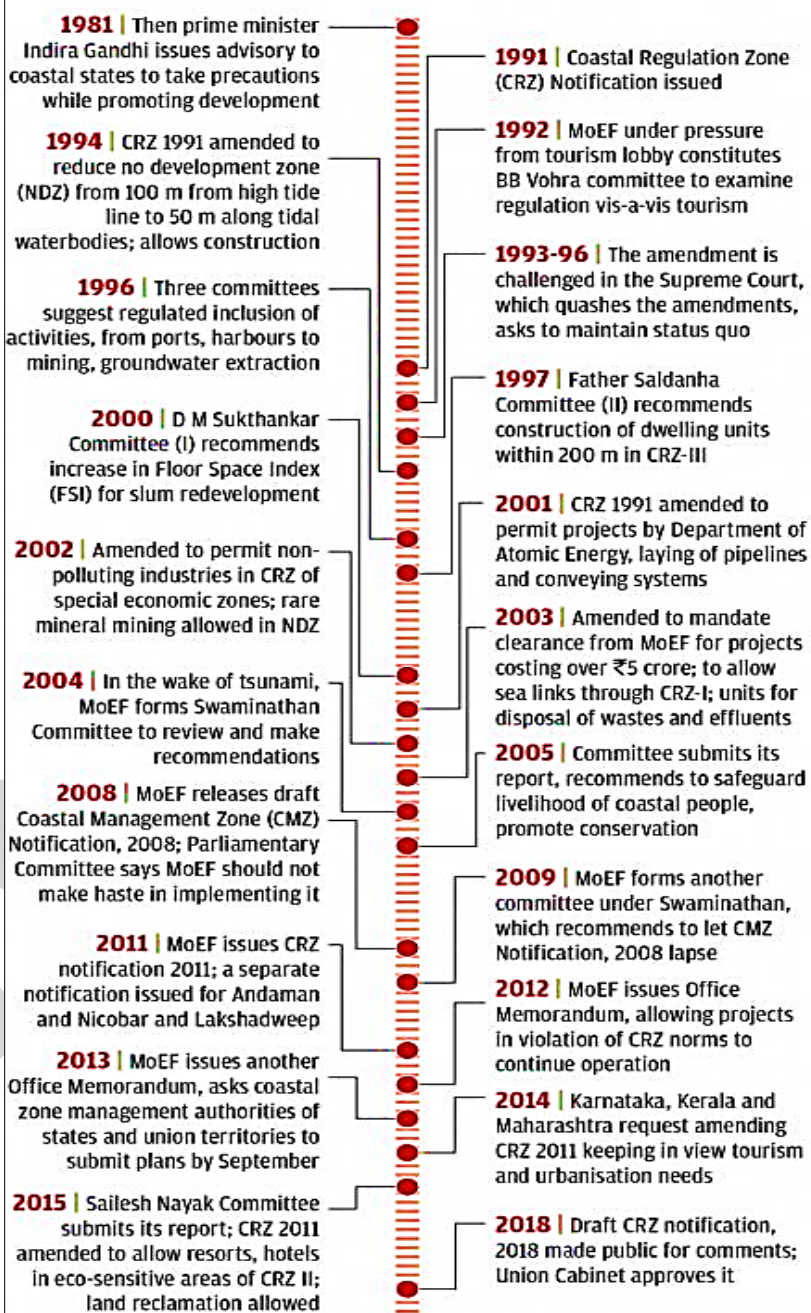 1981 | Then prime minister
Indira Gandhi issues advisory to
coastal states to take precautions
while promoting development
1991 | Coastal Regulation Zone
(CRZ) Notification issued
1994 | CRZ 1991 amended to
reduce no development zone
(NDZ) from 100 m from high tide
line to 50 m along tidal
waterbodies; allows construction
1992 | MoEF under pressure
from tourism lobby constitutes
BB Vohra committee to examine
regulation vis-a-vis tourism
1993-96 | The amendment is
challenged in the Supreme Court,
which quashes the amendments,
asks to maintain status quo
1996 | Three committees
suggest regulated inclusion of
activities, from ports, harbours to
mining, groundwater extraction
1997 | Father Saldanha
Committee (II) recommends
construction of dwelling units
within 200 m in CRZ-III
2000 | D M Sukthankar
Committee (I) recommends
increase in Floor Space Index
(FSI) for slum redevelopment
2001 | CRZ 1991 amended to
permit projects by Department of
Atomic Energy, laying of pipelines
and conveying systems
2002 | Amended to permit non-
polluting industries in CRZ of
special economic zones; rare
mineral mining allowed in NDZ
2003 | Amended to mandate
clearance from MoEF for projects
costing over ₹5 crore; to allow
sea links through CRZ-I; units for
disposal of wastes and effluents
2004 | In the wake of tsunami,
MoEF forms Swaminathan
Committee to review and make
recommendations
2005 | Committee submits its
report, recommends to safeguard
livelihood of coastal people,
promote conservation
2008 | MoEF releases draft
Coastal Management Zone (CMZ)
Notification, 2008; Parliamentary
Committee says MoEF should not
make haste in implementing it
2009 | MoEF forms another
committee under Swaminathan,
which recommends to let CMZ
Notification, 2008 lapse
2011 | MoEF issues CRZ
notification 2011; a separate
notification issued for Andaman
and Nicobar and Lakshadweep
2012 | MoEF issues Office
Memorandum, allowing projects
in violation of CRZ norms to
continue operation
2013 | MoEF issues another
Office Memorandum, asks coastal
zone management authorities of
states and union territories to
submit plans by September
2014 | Karnataka, Kerala and
Maharashtra request amending
CRZ 2011 keeping in view tourism
and urbanisation needs
2015 | Sailesh Nayak Committee
submits its report; CRZ 2011
amended to allow resorts, hotels
in eco-sensitive areas of CRZ II;
land reclamation allowed
2018 | Draft CRZ notification,
2018 made public for comments;
Union Cabinet approves it